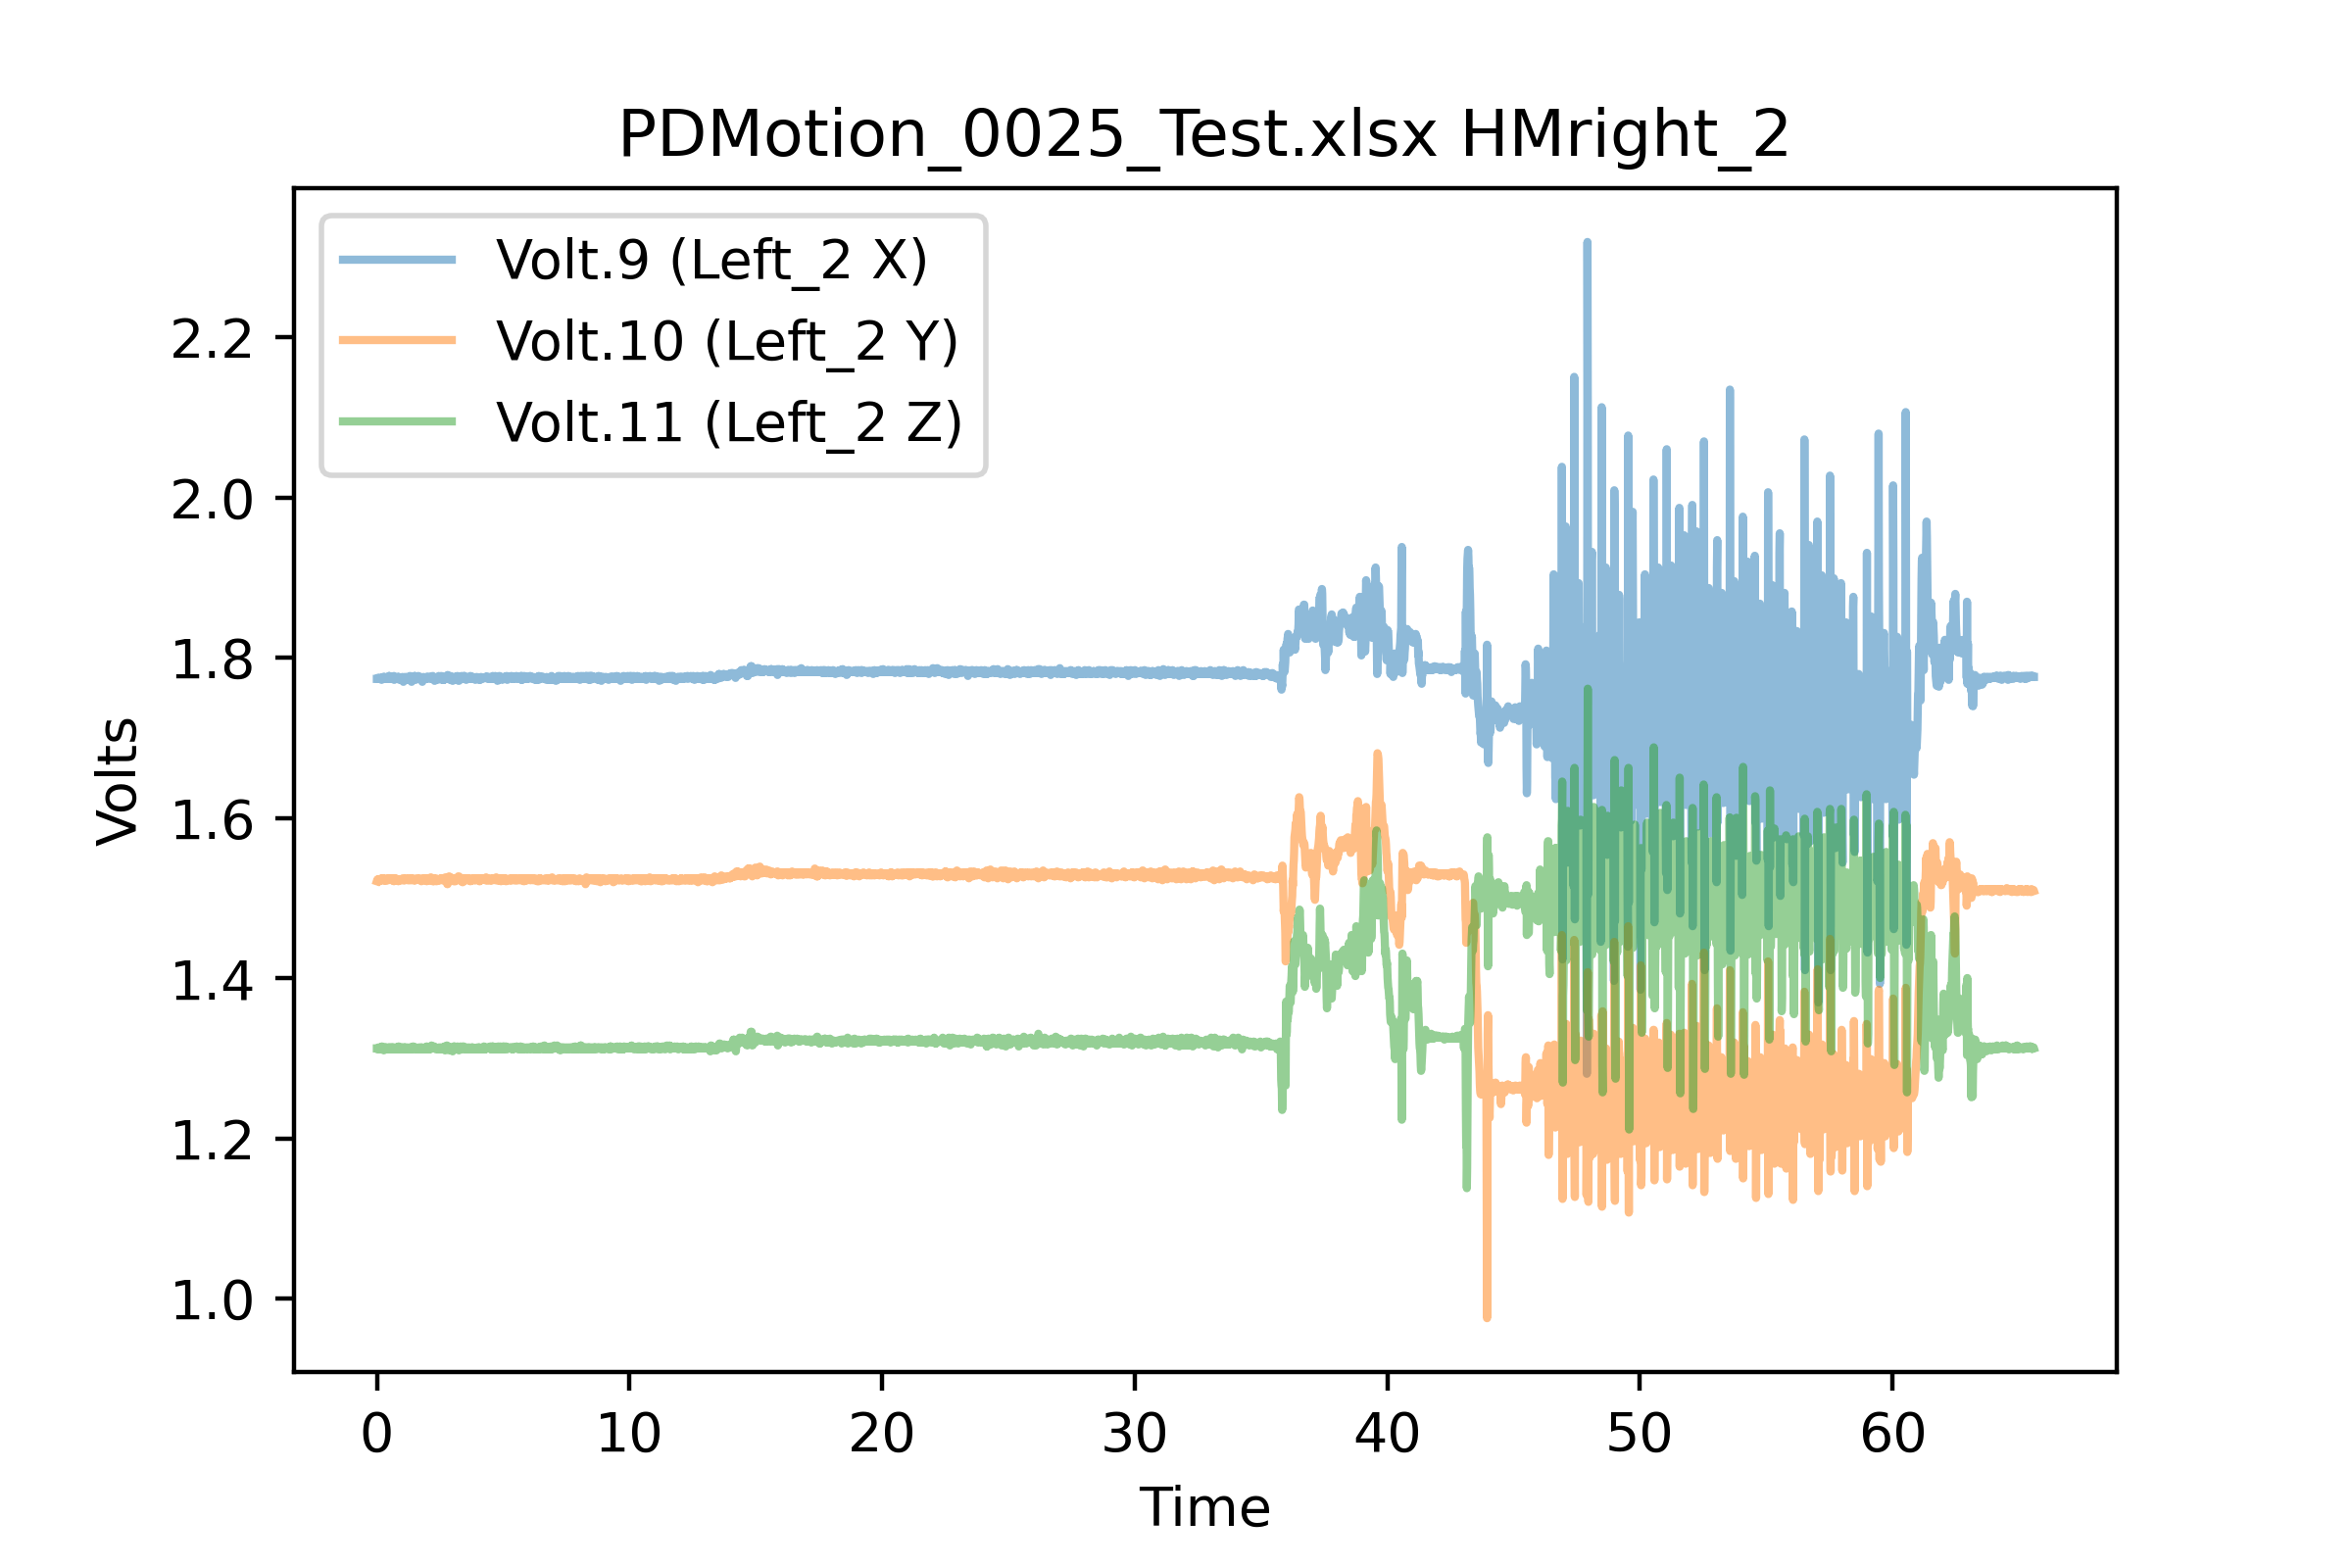 PDMotion_0025_Test.xlsx HMright_2
Volt.9 (Left_2 X)
Volt.10 (Left_2 Y)
Volt.11 (Left_2 Z)
Volts
2.2
2.0
1.8
1.6
1.4
1.2
1.0
0 10 20 30 40 50 60
Time